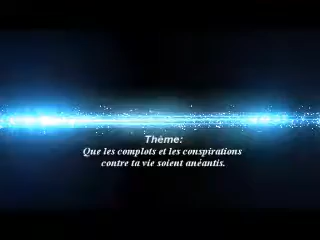 Thème:
Que les complots et les conspirations
contre ta vie soient anéantis.